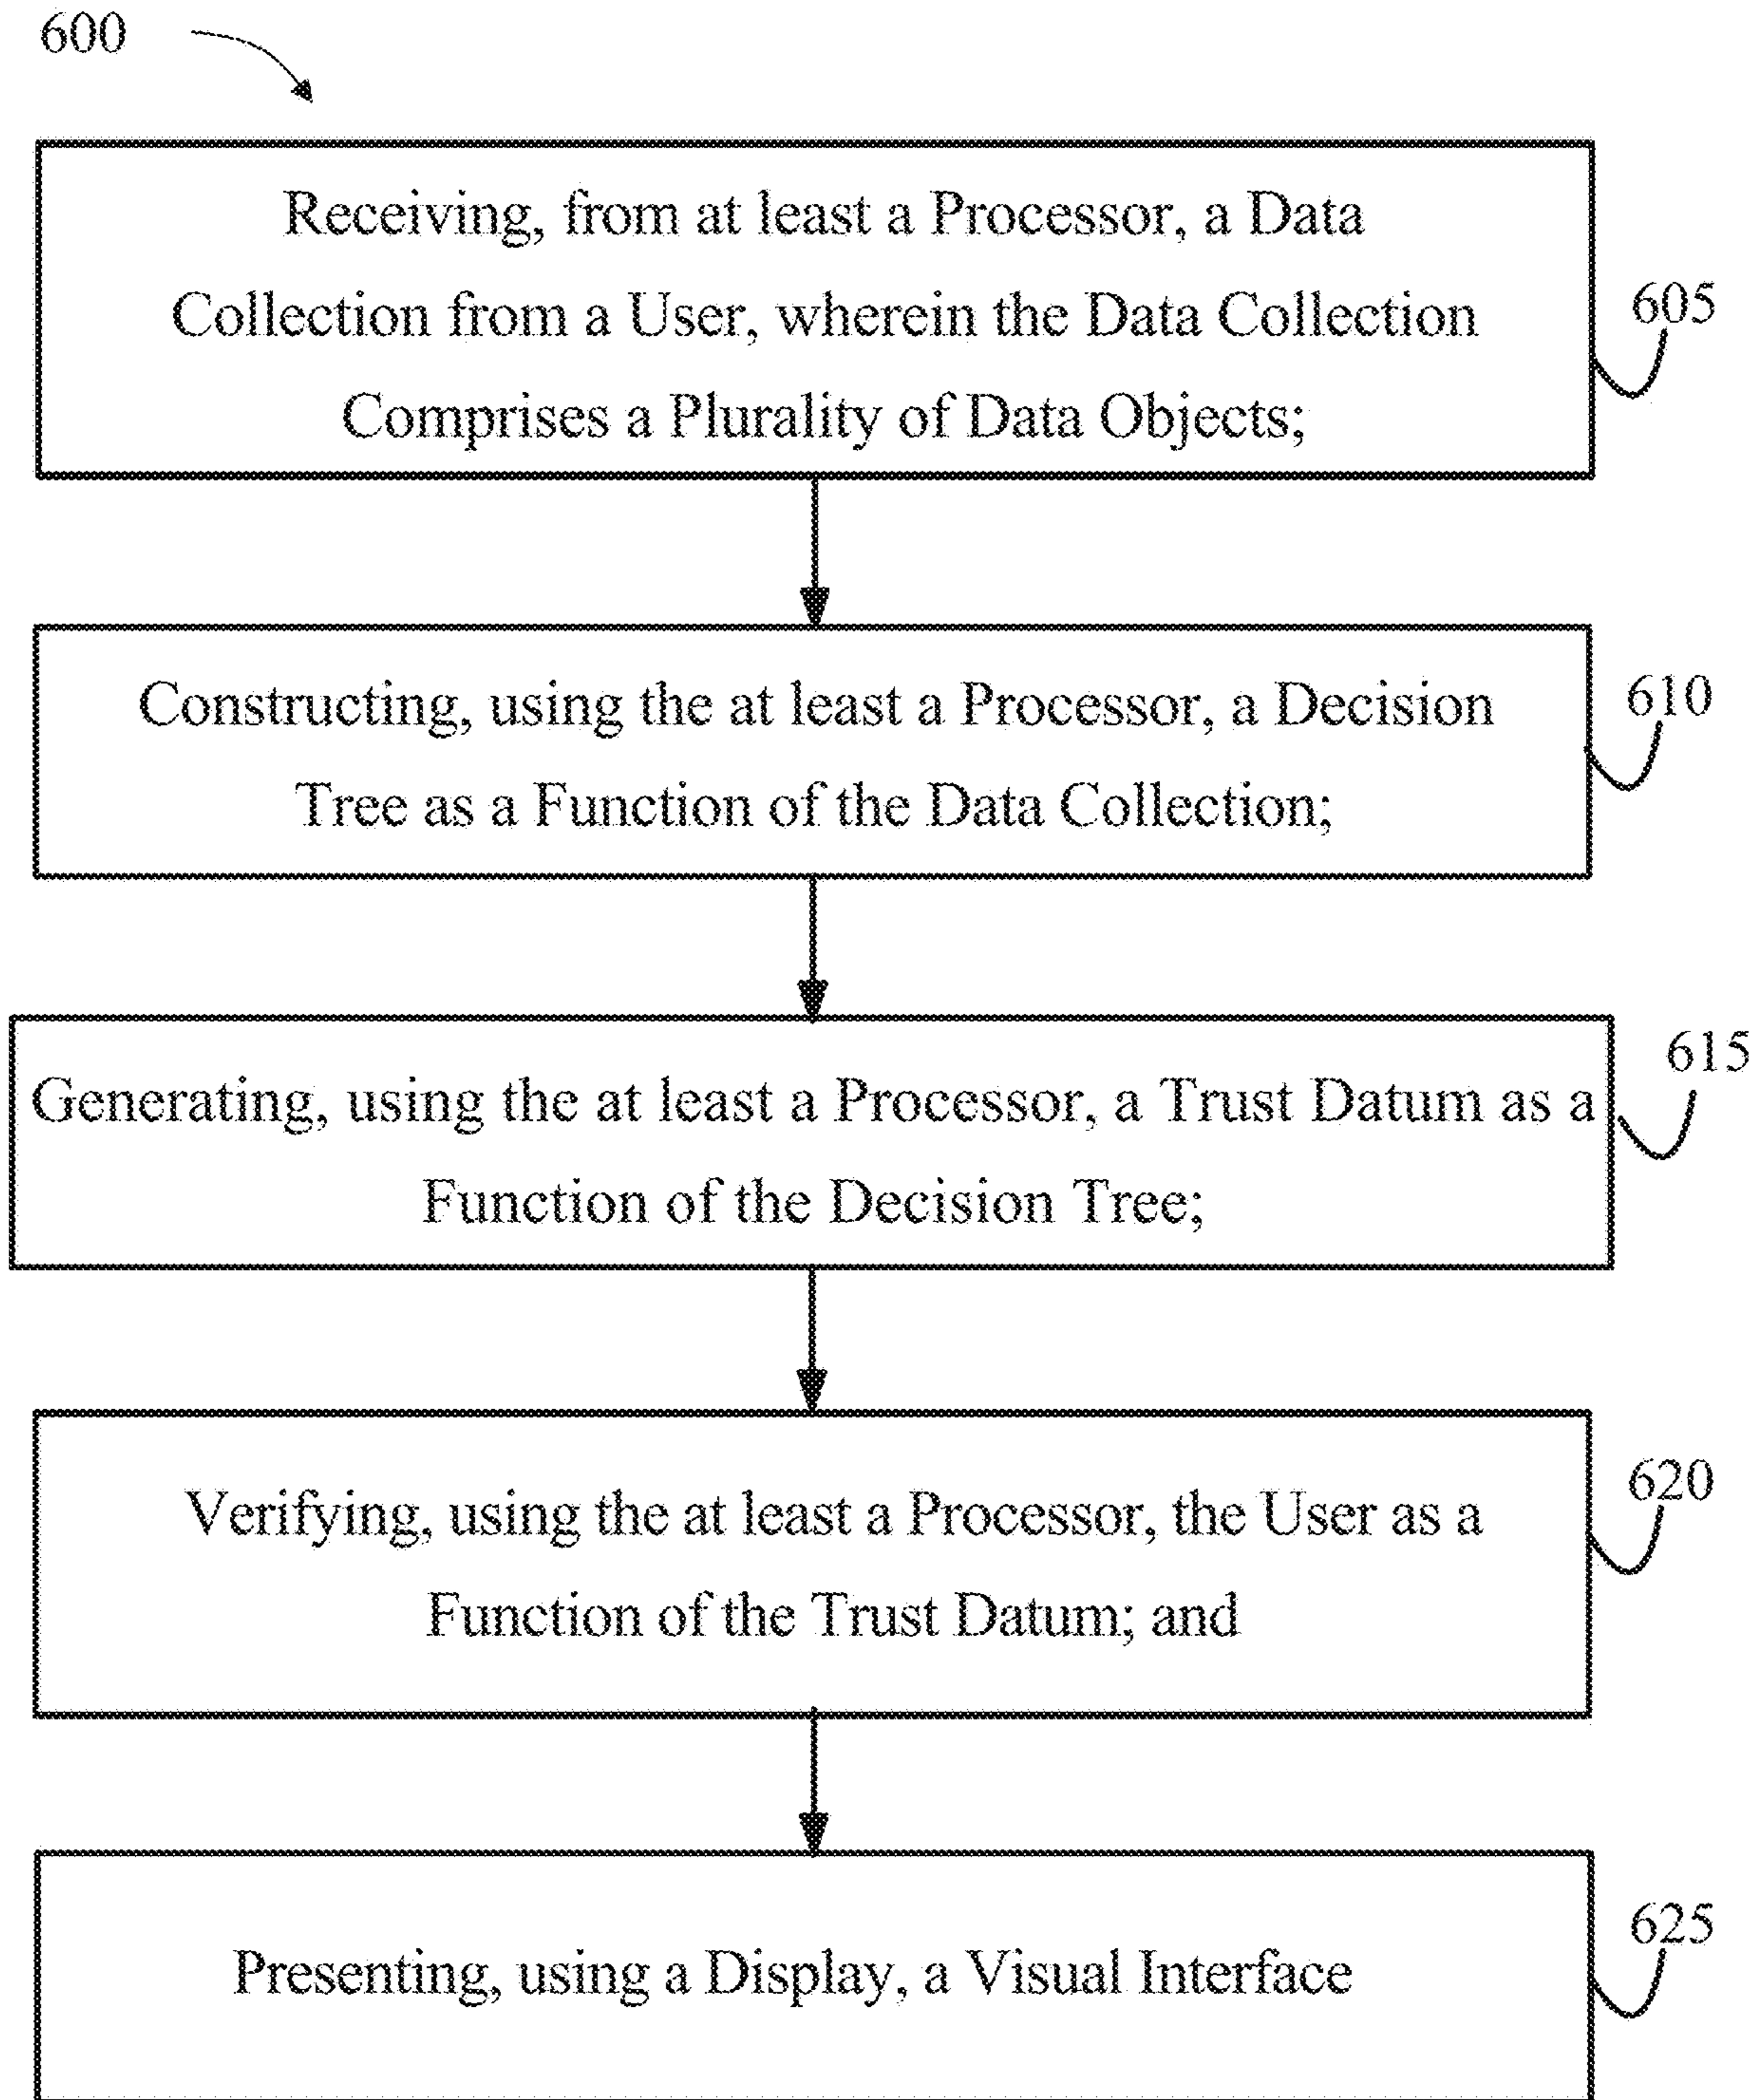 600
Receiving, from at least a Processor, a Data
Collection from a User, wherein the Data Collection
Comprises a Plurality of Data Objects;
605
Constructing, using the at least a Processor, a Decision
Tree as a Function of the Data Collection;
610
Generating, using the at least a Processor, a Trust Datum as a
Function of the Decision Tree;
615
Verifying, using the at least a Processor, the User as a
Function of the Trust Datum; and
620
Presenting, using a Display, a Visual Interface
625